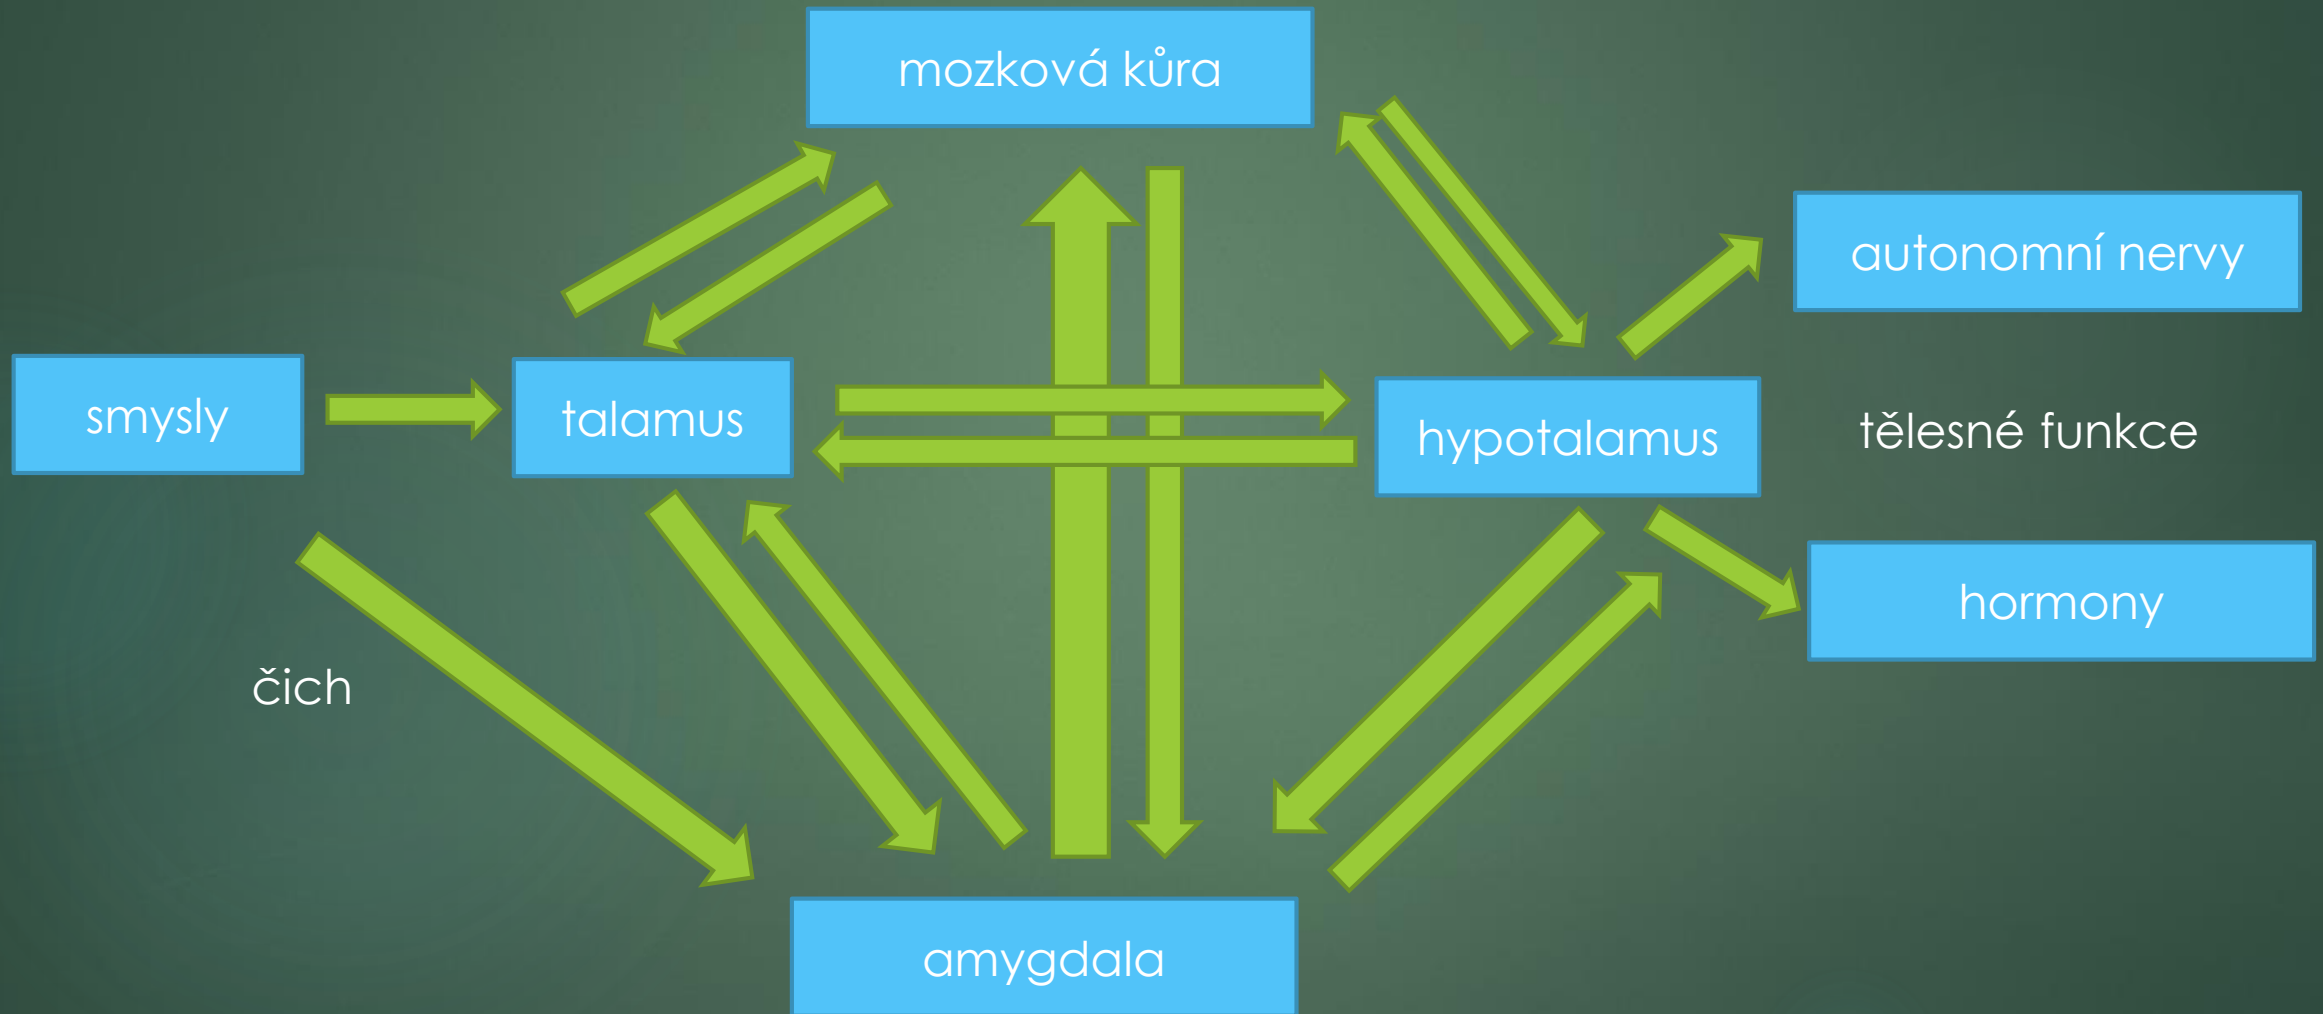 mozková kůra
autonomní nervy
smysly
talamus
hypotalamus
tělesné funkce
hormony
čich
amygdala